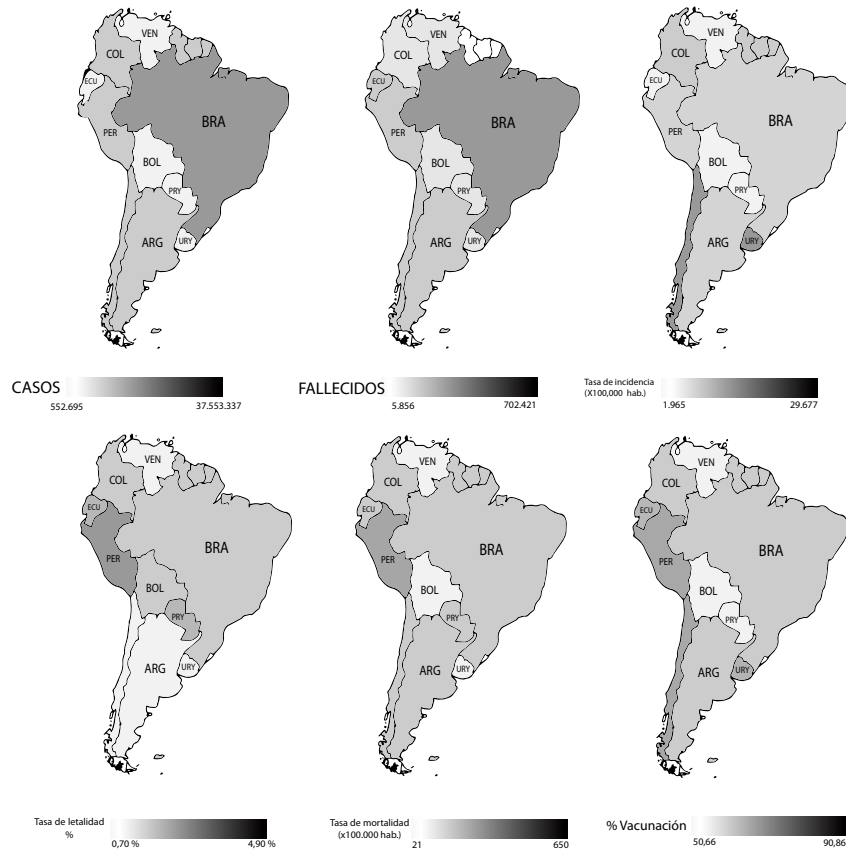 VEN
COL
ECU
BRA
PER
BOL
PRY
ARG
URY
VEN
COL
ECU
BRA
PER
BOL
PRY
ARG
URY
VEN
COL
ECU
BRA
PER
BOL
PRY
ARG
URY
CASOS
552.695 37.553.337
FALLECIDOS
5.856 702.421
Tasa de incidencia
(X100,000 hab.)
1.965 29.677
VEN
COL
ECU
BRA
PER
BOL
PRY
ARG
URY
VEN
COL
ECU
BRA
PER
BOL
PRY
ARG
URY
VEN
COL
ECU
BRA
PER
BOL
PRY
ARG
URY
Tasa de letalidad
%
0,70 % 4,90 %
Tasa de mortalidad
(x100.000 hab.)
21 650
% Vacunación
50,66 90,86